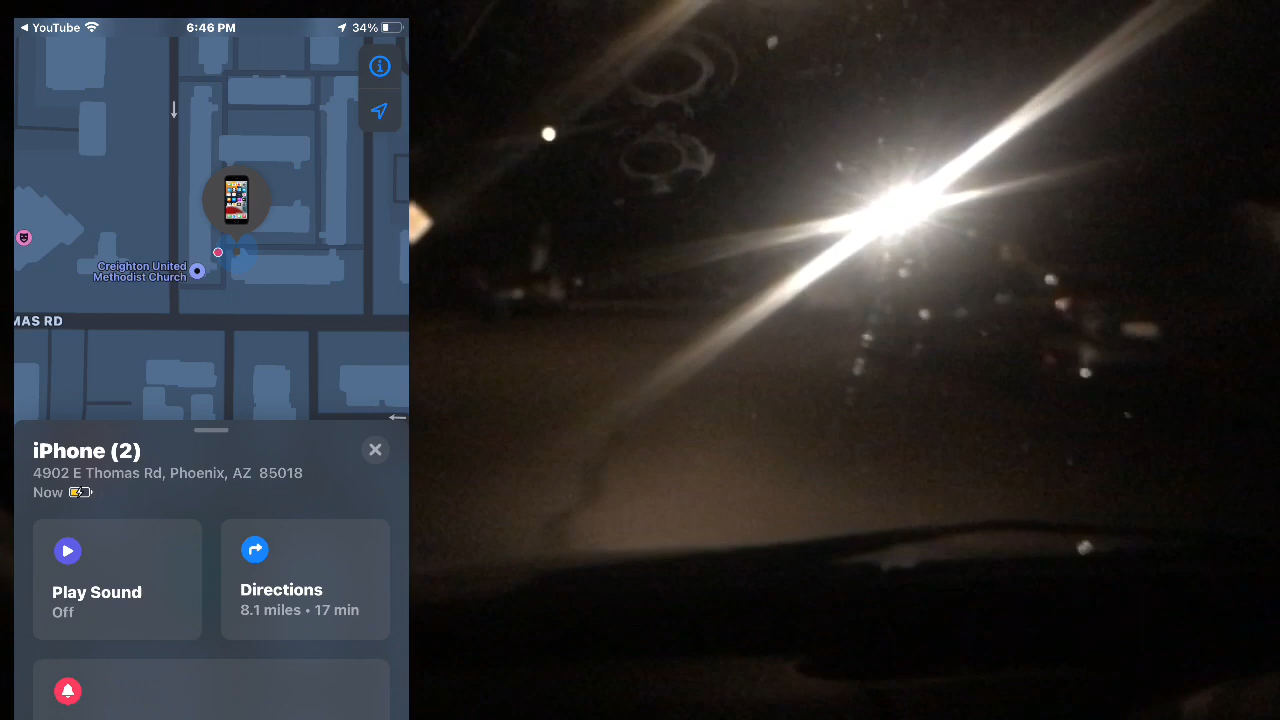 YouTube
6:46 PM
34%
Creighton United
Methodist Church
MAS RD
iPhone (2)
4902 E Thomas Rd, Phoenix, AZ 85018
Now
Play Sound
Off
Directions
8.1 miles • 17 min